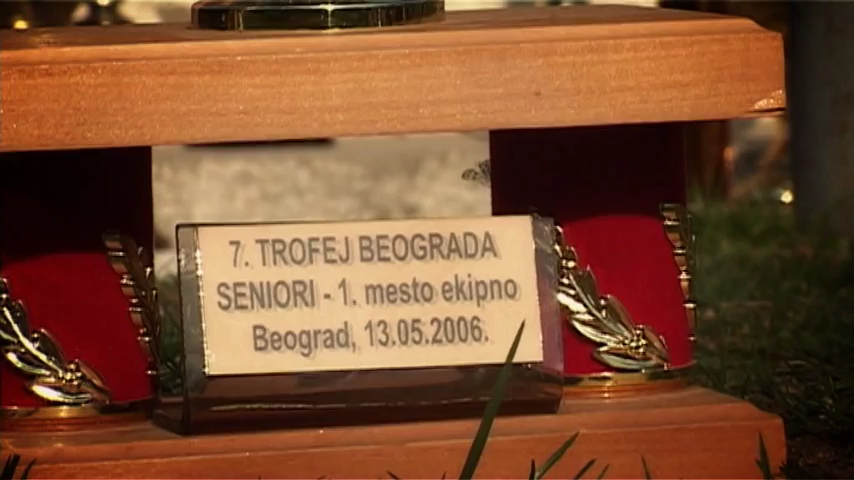 7. TROFEJ BEOGRADA
SENIORI - 1. mesto ekipno
Beograd, 13.05.2006.